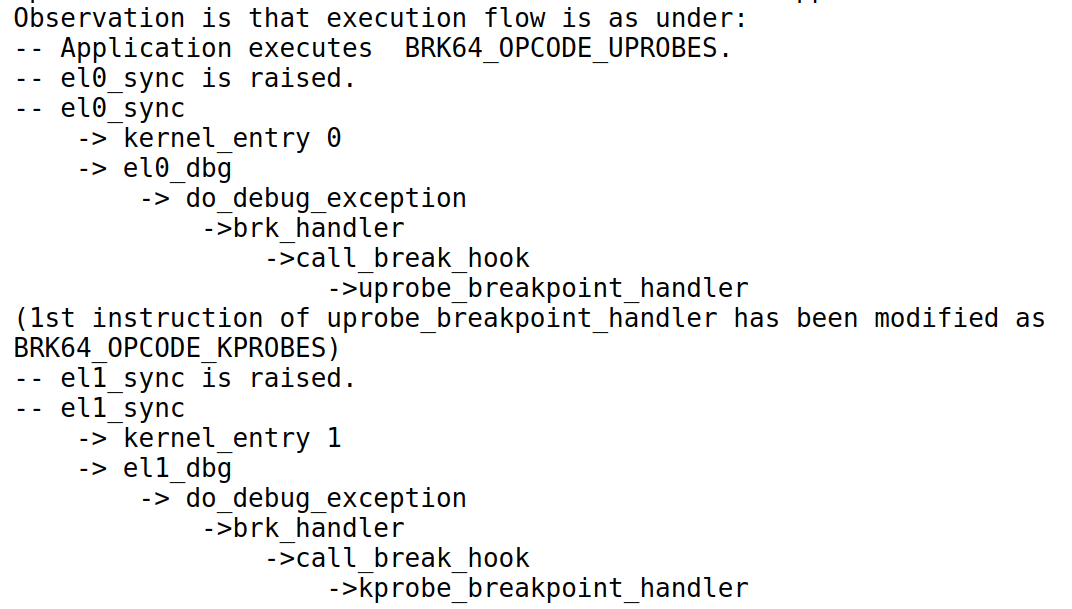 Observation is that execution flow is as under:
-- Application executes  BRK64_OPCODE_UPROBES.
-- el0_sync is raised.
-- el0_sync
    -> kernel_entry 0
    -> el0_dbg
        -> do_debug_exception
            ->brk_handler
                ->call_break_hook
                    ->uprobe_breakpoint_handler
(1st instruction of uprobe_breakpoint_handler has been modified as
BRK64_OPCODE_KPROBES)
-- el1_sync is raised.
-- el1_sync
    -> kernel_entry 1
    -> el1_dbg
        -> do_debug_exception
            ->brk_handler
                ->call_break_hook
                    ->kprobe_breakpoint_handler